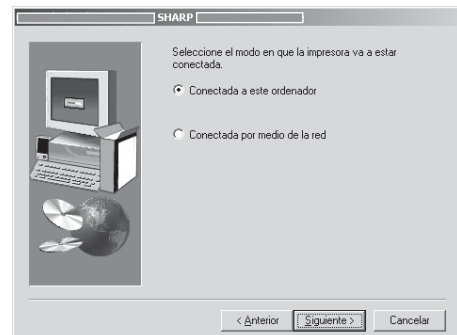 SHARP
Seleccione el modo en que la impresora va a estar
conectada.
Conectada a este ordenador
Conectada por medio de la red
< Anterior
Siguiente >
Cancelar